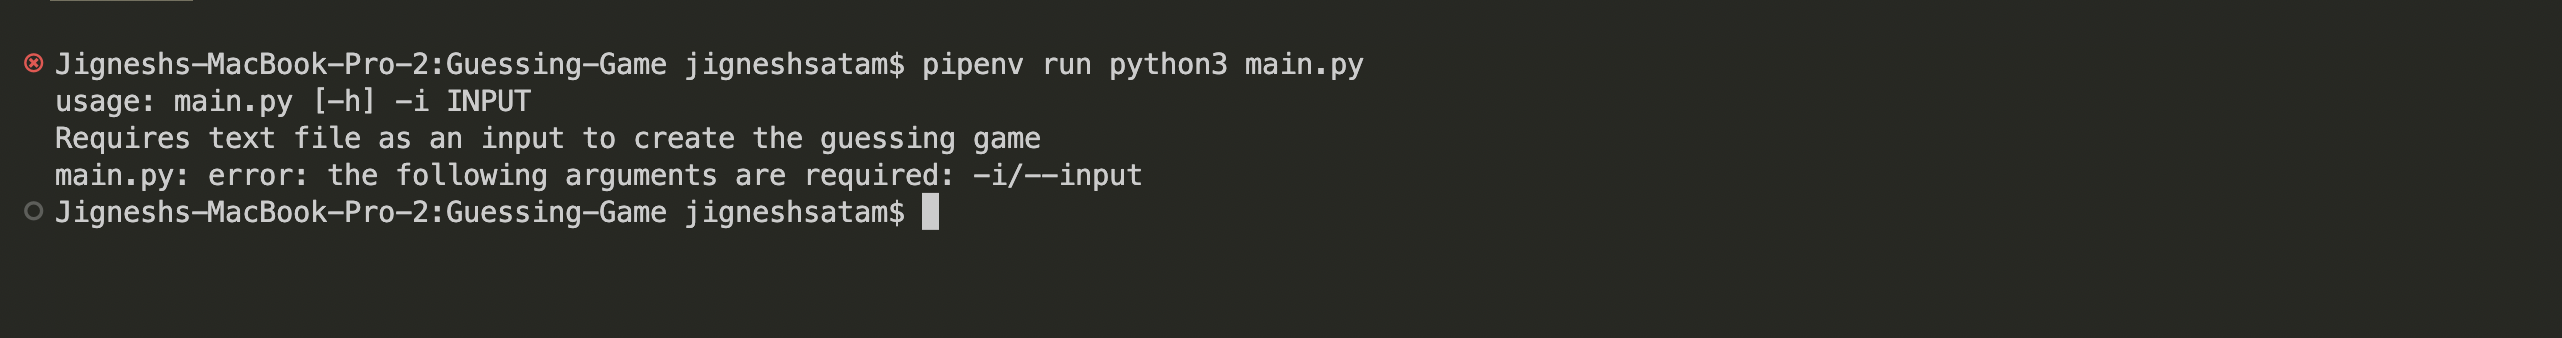 Jigneshs-MacBook-Pro-2:Guessing-Game jigneshsatam$ pipenv run python3 main.py
usage: main.py [-h] -i INPUT
Requires text file as an input to create the guessing game
main.py: error: the following arguments are required: -i/--input
Jigneshs-MacBook-Pro-2:Guessing-Game jigneshsatam$